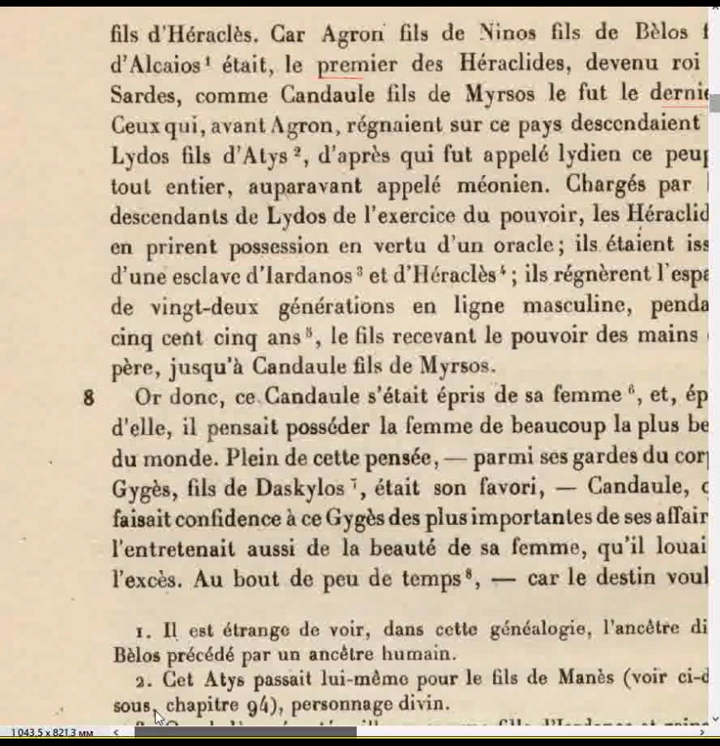 fils d'Héraclès. Car Agron fils de Ninos fils de Bèlos
d'Alcaios¹ était, le premier des Héraclides, devenu roi
Sardes, comme Candaule fils de Myrsos le fut le dernie
Ceux qui, avant Agron, régnaient sur ce pays descendaient
Lydos fils d'Atys², d'après qui fut appelé lydien ce peup
tout entier, auparavant appelé méonien. Chargés par
descendants de Lydos de l'exercice du pouvoir, les Héraclid
en prirent possession en vertu d'un oracle ; ils étaient iss
d'une esclave d'Iardanos³ et d'Héraclès⁴ ; ils régnèrent l'espa
de vingt-deux générations en ligne masculine, penda
cinq cent cinq ans⁵, le fils recevant le pouvoir des mains
père, jusqu'à Candaule fils de Myrsos.
8 Or donc, ce Candaule s'était épris de sa femme⁶, et, ép
d'elle, il pensait posséder la femme de beaucoup la plus be
du monde. Plein de cette pensée, — parmi ses gardes du corp
Gygès, fils de Daskylos⁷, était son favori, — Candaule, q
faisait confidence à ce Gygès des plus importantes de ses affair
l'entretenait aussi de la beauté de sa femme, qu'il louai
l'excès. Au bout de peu de temps⁸, — car le destin voul
1. Il est étrange de voir, dans cette généalogie, l'ancêtre di
Bèlos précédé par un ancêtre humain.
2. Cet Atys passait lui-même pour le fils de Manès (voir ci-d
sous, chapitre 94), personnage divin.
1 043,5 x 821,3 мм